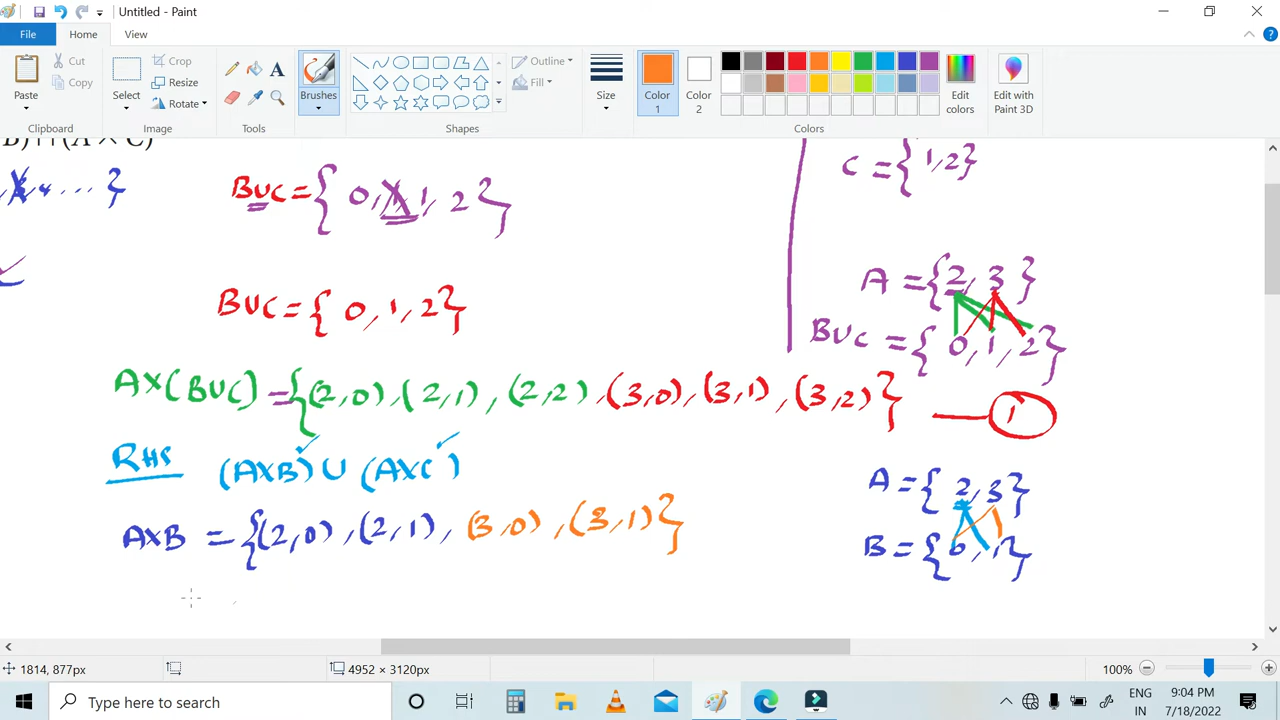 Untitled - Paint
File Home View
Paste
Cut
Copy
Clipboard
Select
Crop
Resize
Rotate
Image
Tools
Brushes
Shapes
Outline
Fill
Size
Color 1
Color 2
Edit colors
Edit with Paint 3D
Colors
B) ∩ (A × C)
4 ... }
B∪C = { 0, 1, 2 }
C = { 1, 2 }
A = { 2, 3 }
B∪C = { 0, 1, 2 }
B∪C = { 0, 1, 2 }
A×(B∪C) = { (2,0), (2,1), (2,2), (3,0), (3,1), (3,2) } — 1
RHS (A×B) ∪ (A×C)
A = { 2, 3 }
A×B = { (2,0), (2,1), (3,0), (3,1) }
B = { 0, 1 }
1814, 877px
4952 × 3120px
100%
Type here to search
ENG
IN
9:04 PM
7/18/2022